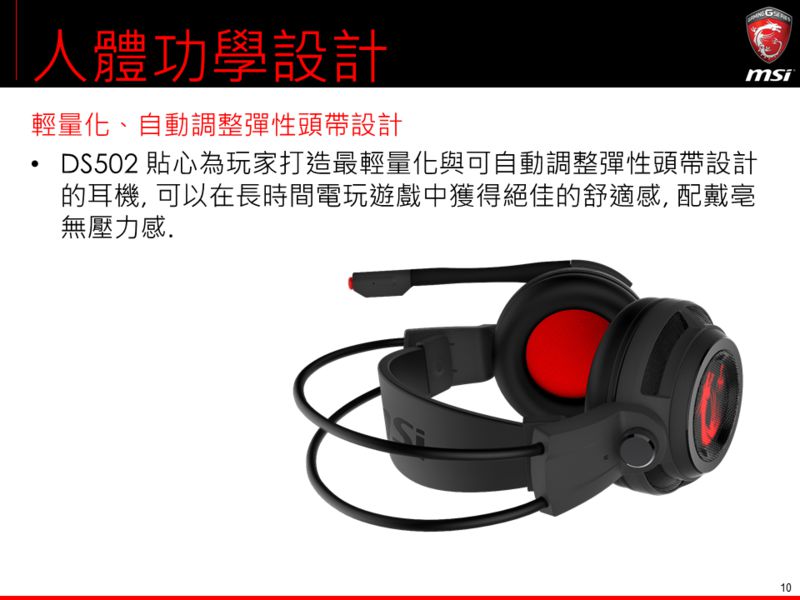 人體功學設計
GAMING G SERIES
msi
輕量化、自動調整彈性頭帶設計
• DS502 貼心為玩家打造最輕量化與可自動調整彈性頭帶設計
的耳機, 可以在長時間電玩遊戲中獲得絕佳的舒適感, 配戴毫
無壓力感.
msi
10